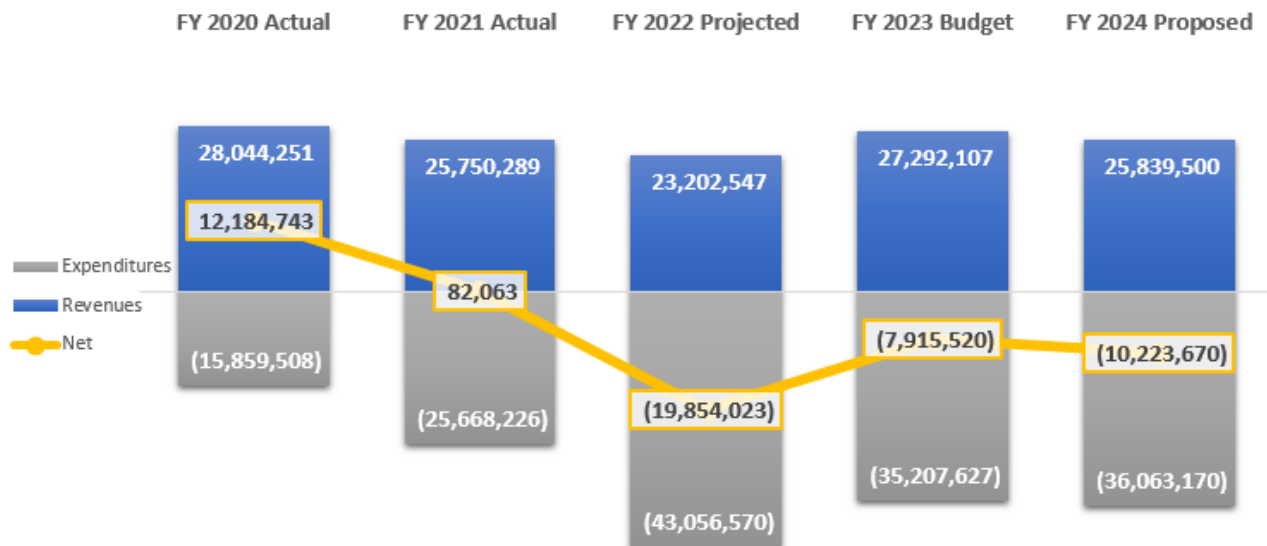 FY 2020 Actual FY 2021 Actual FY 2022 Projected FY 2023 Budget FY 2024 Proposed
28,044,251 25,750,289 23,202,547 27,292,107 25,839,500
12,184,743 82,063 (19,854,023) (7,915,520) (10,223,670)
Expenditures
Revenues
Net
(15,859,508) (25,668,226) (43,056,570) (35,207,627) (36,063,170)